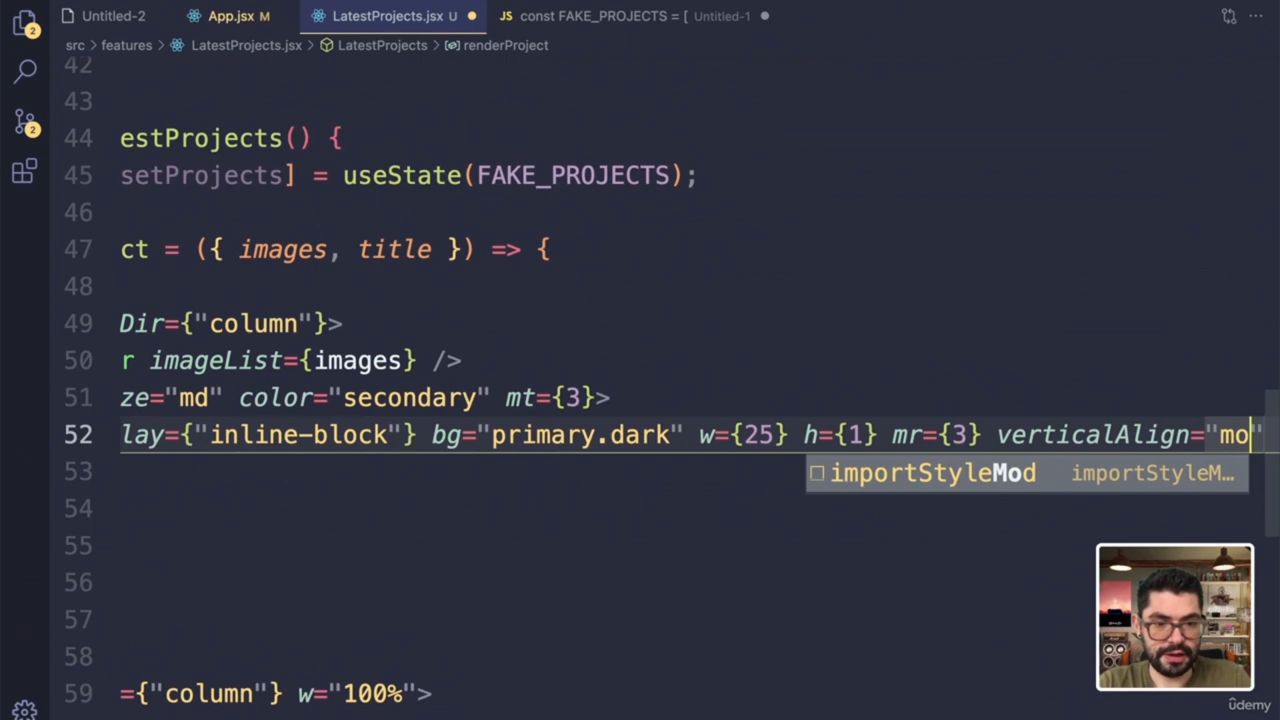 Untitled-2
App.jsx M
LatestProjects.jsx U
JS const FAKE_PROJECTS = [ Untitled-1
src > features > LatestProjects.jsx > LatestProjects > renderProject
2
2
42
43
44 estProjects() {
45 setProjects] = useState(FAKE_PROJECTS);
46
47 ct = ({ images, title }) => {
48
49 Dir={"column"}>
50 r imageList={images} />
51 ze="md" color="secondary" mt={3}>
52 lay={"inline-block"} bg="primary.dark" w={25} h={1} mr={3} verticalAlign="mo"
importStyleMod importStyleM…
53
54
55
56
57
58
59 ={"column"} w="100%">
ûdemy